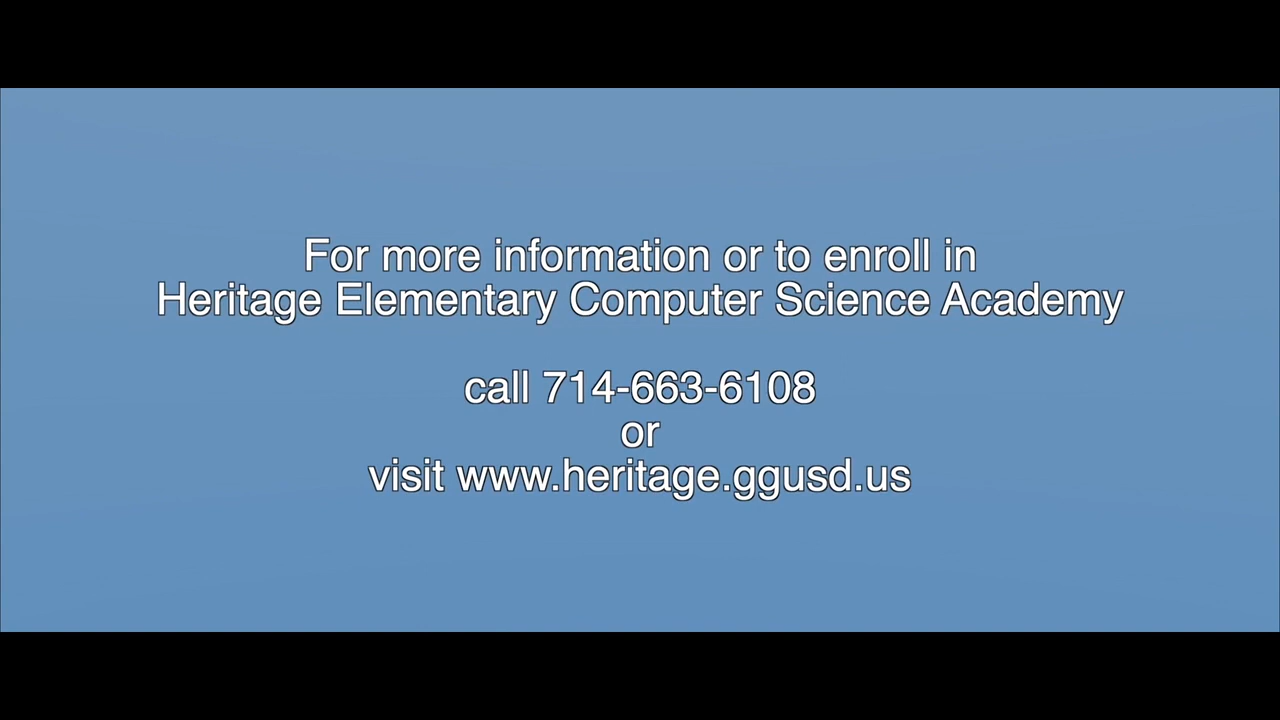 For more information or to enroll in
Heritage Elementary Computer Science Academy
call 714-663-6108
or
visit www.heritage.ggusd.us